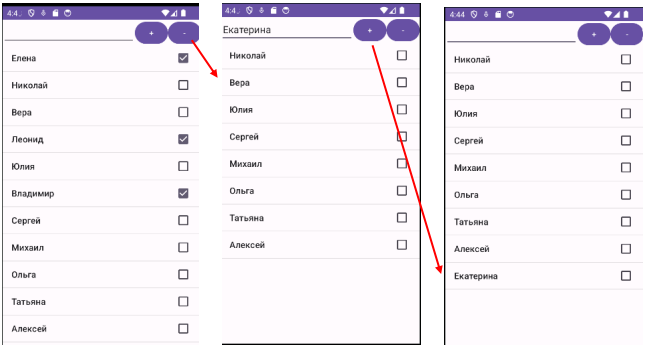 4:4..
+
-
Елена
Николай
Вера
Леонид
Юлия
Владимир
Сергей
Михаил
Ольга
Татьяна
Алексей
4:4..
Екатерина
+
-
Николай
Вера
Юлия
Сергей
Михаил
Ольга
Татьяна
Алексей
4:44
+
-
Николай
Вера
Юлия
Сергей
Михаил
Ольга
Татьяна
Алексей
Екатерина